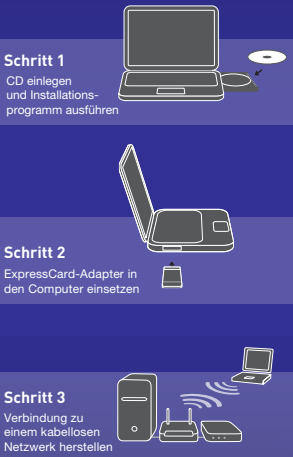 Schritt 1
CD einlegen
und Installations-
programm ausführen
Schritt 2
ExpressCard-Adapter in
den Computer einsetzen
Schritt 3
Verbindung zu
einem kabellosen
Netzwerk herstellen